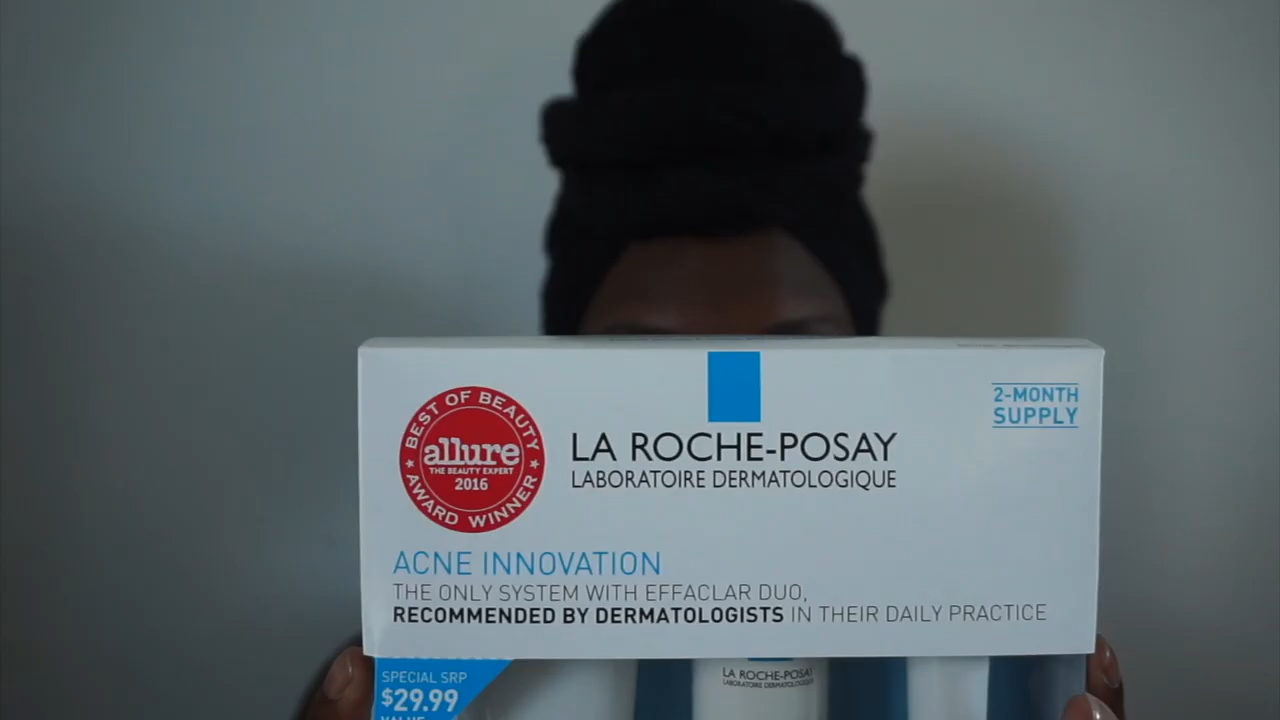 BEST OF BEAUTY
allure
THE BEAUTY EXPERT
2016
AWARD WINNER
LA ROCHE-POSAY
LABORATOIRE DERMATOLOGIQUE
2-MONTH
SUPPLY
ACNE INNOVATION
THE ONLY SYSTEM WITH EFFACLAR DUO,
RECOMMENDED BY DERMATOLOGISTS IN THEIR DAILY PRACTICE
SPECIAL SRP
$29.99
VALUE
LA ROCHE-POSAY
LABORATOIRE DERMATOLOGIQUE